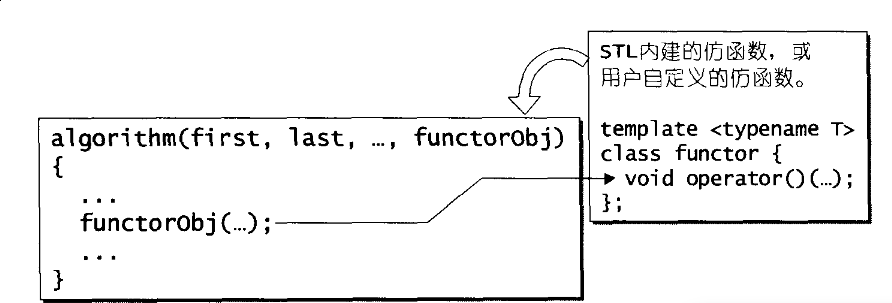 STL内建的仿函数，或
用户自定义的仿函数。
template <typename T>
class functor {
void operator()(…);
};
algorithm(first, last, …, functorObj)
{
...
functorObj(…);
...
}